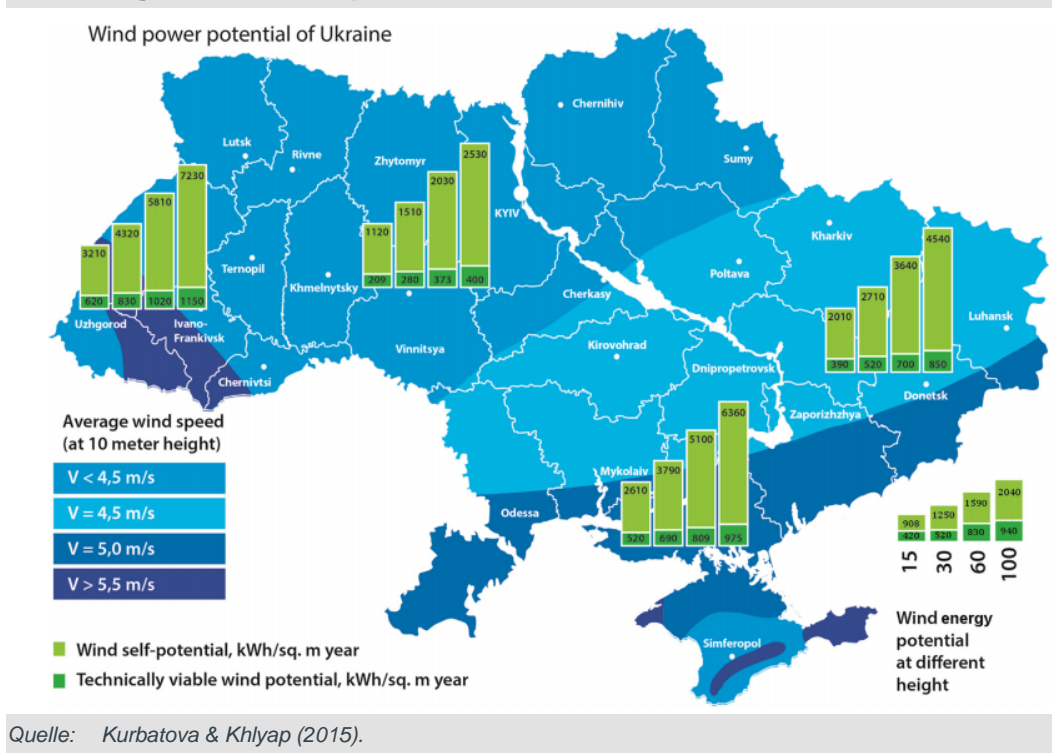 Wind power potential of Ukraine
Chernihiv
Lutsk
Rivne
Zhytomyr
Sumy
KYIV
7230
5810
4320
3210
620
830
1020
1150
2530
2030
1510
1120
209
280
373
400
Kharkiv
Ternopil
Khmelnytsky
Poltava
Cherkasy
4540
3640
2710
2010
390
520
700
850
Luhansk
Uzhgorod
Ivano-
Frankivsk
Vinnitsya
Kirovohrad
Dnipropetrovsk
Chernivtsi
Donetsk
Zaporizhzhya
Average wind speed
(at 10 meter height)
V < 4,5 m/s
V = 4,5 m/s
V = 5,0 m/s
V > 5,5 m/s
Mykolaiv
6360
5100
3790
2610
520
690
809
975
Odessa
908
1250
1590
2040
420
520
830
940
15
30
60
100
Simferopol
Wind energy
potential
at different
height
Wind self-potential, kWh/sq. m year
Technically viable wind potential, kWh/sq. m year
Quelle: Kurbatova & Khlyap (2015).